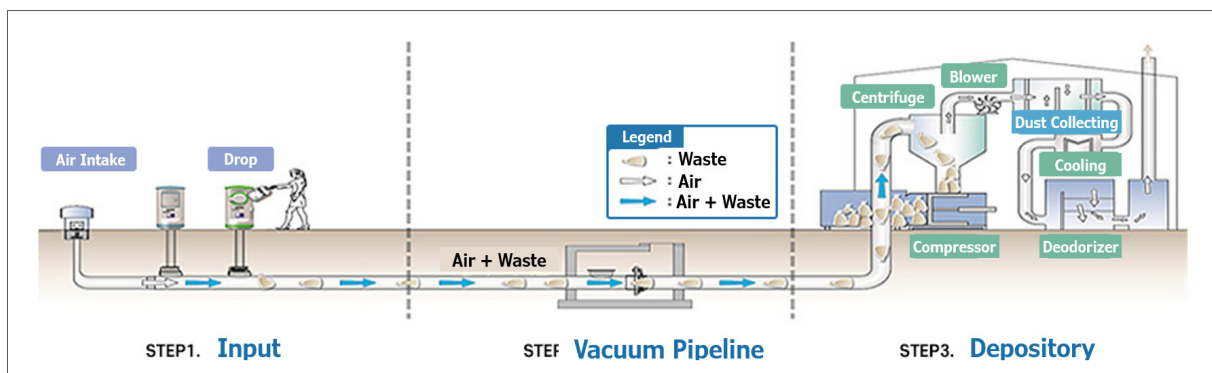 Air Intake
Drop
Legend
: Waste
: Air
: Air + Waste
Centrifuge
Blower
Dust Collecting
Cooling
Compressor
Deodorizer
Air + Waste
STEP1. Input
STEF Vacuum Pipeline
STEP3. Depository